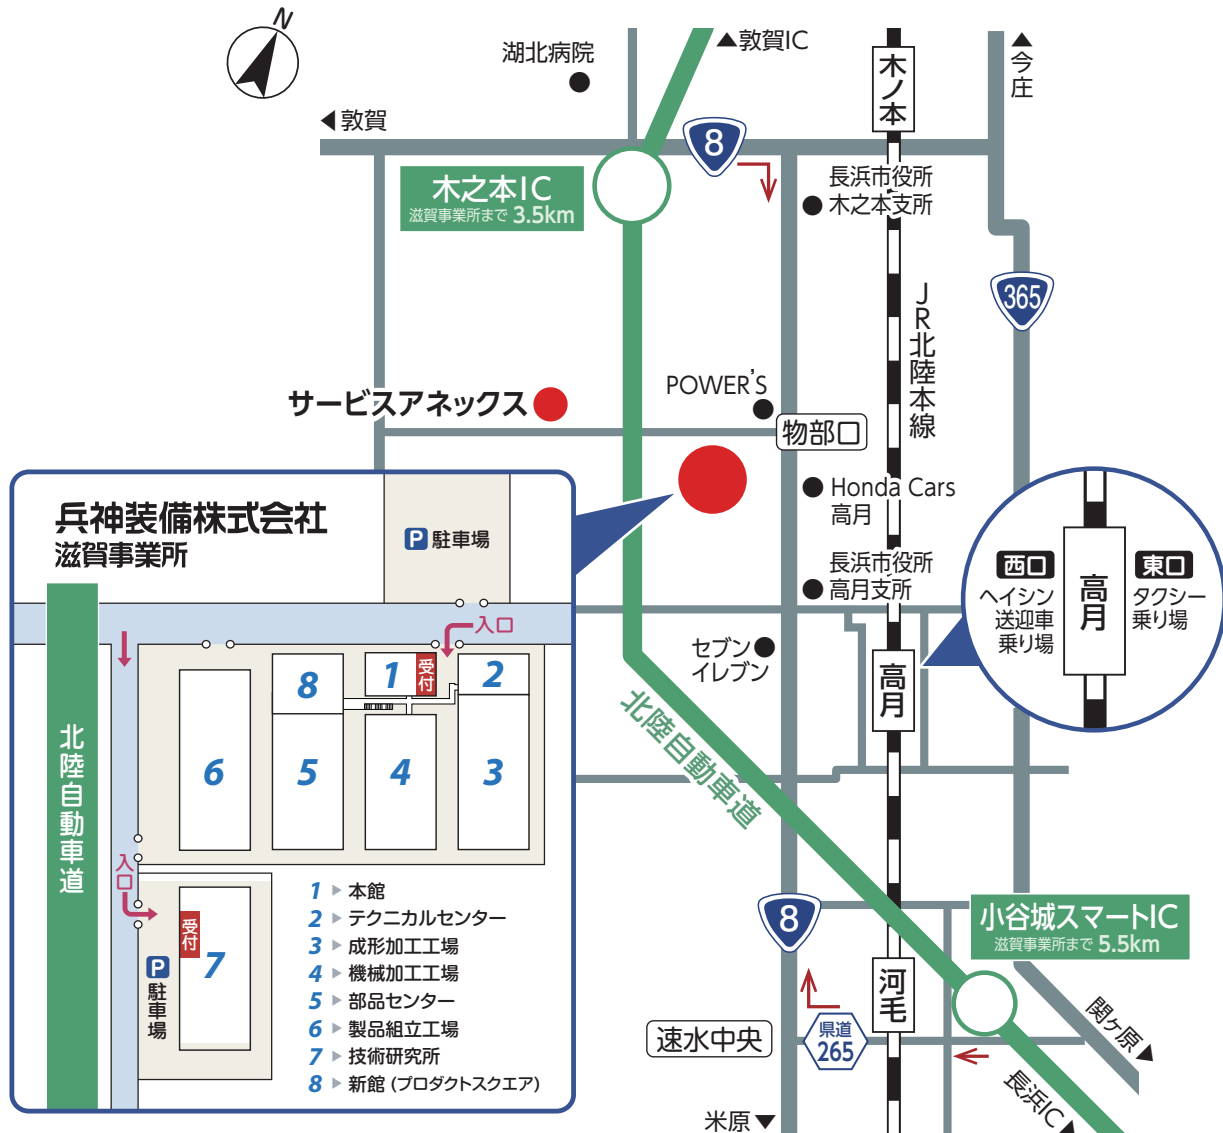 N
湖北病院
▲敦賀IC
木ノ本
▲今庄
◀敦賀
8
木之本IC
滋賀事業所まで 3.5km
長浜市役所
木之本支所
365
JR北陸本線
サービスアネックス
POWER'S
物部口
Honda Cars
高月
長浜市役所
高月支所
セブン
イレブン
高月
西口
ヘイシン
送迎車
乗り場
高月
東口
タクシー
乗り場
北陸自動車道
兵神装備株式会社
滋賀事業所
P 駐車場
入口
受付
1
2
8
6
5
4
3
北陸自動車道
入口
受付
7
P
駐車場
1 ▶ 本館
2 ▶ テクニカルセンター
3 ▶ 成形加工工場
4 ▶ 機械加工工場
5 ▶ 部品センター
6 ▶ 製品組立工場
7 ▶ 技術研究所
8 ▶ 新館 (プロダクトスクエア)
8
小谷城スマートIC
滋賀事業所まで 5.5km
河毛
速水中央
県道
265
関ヶ原▶
長浜IC▶
米原▼